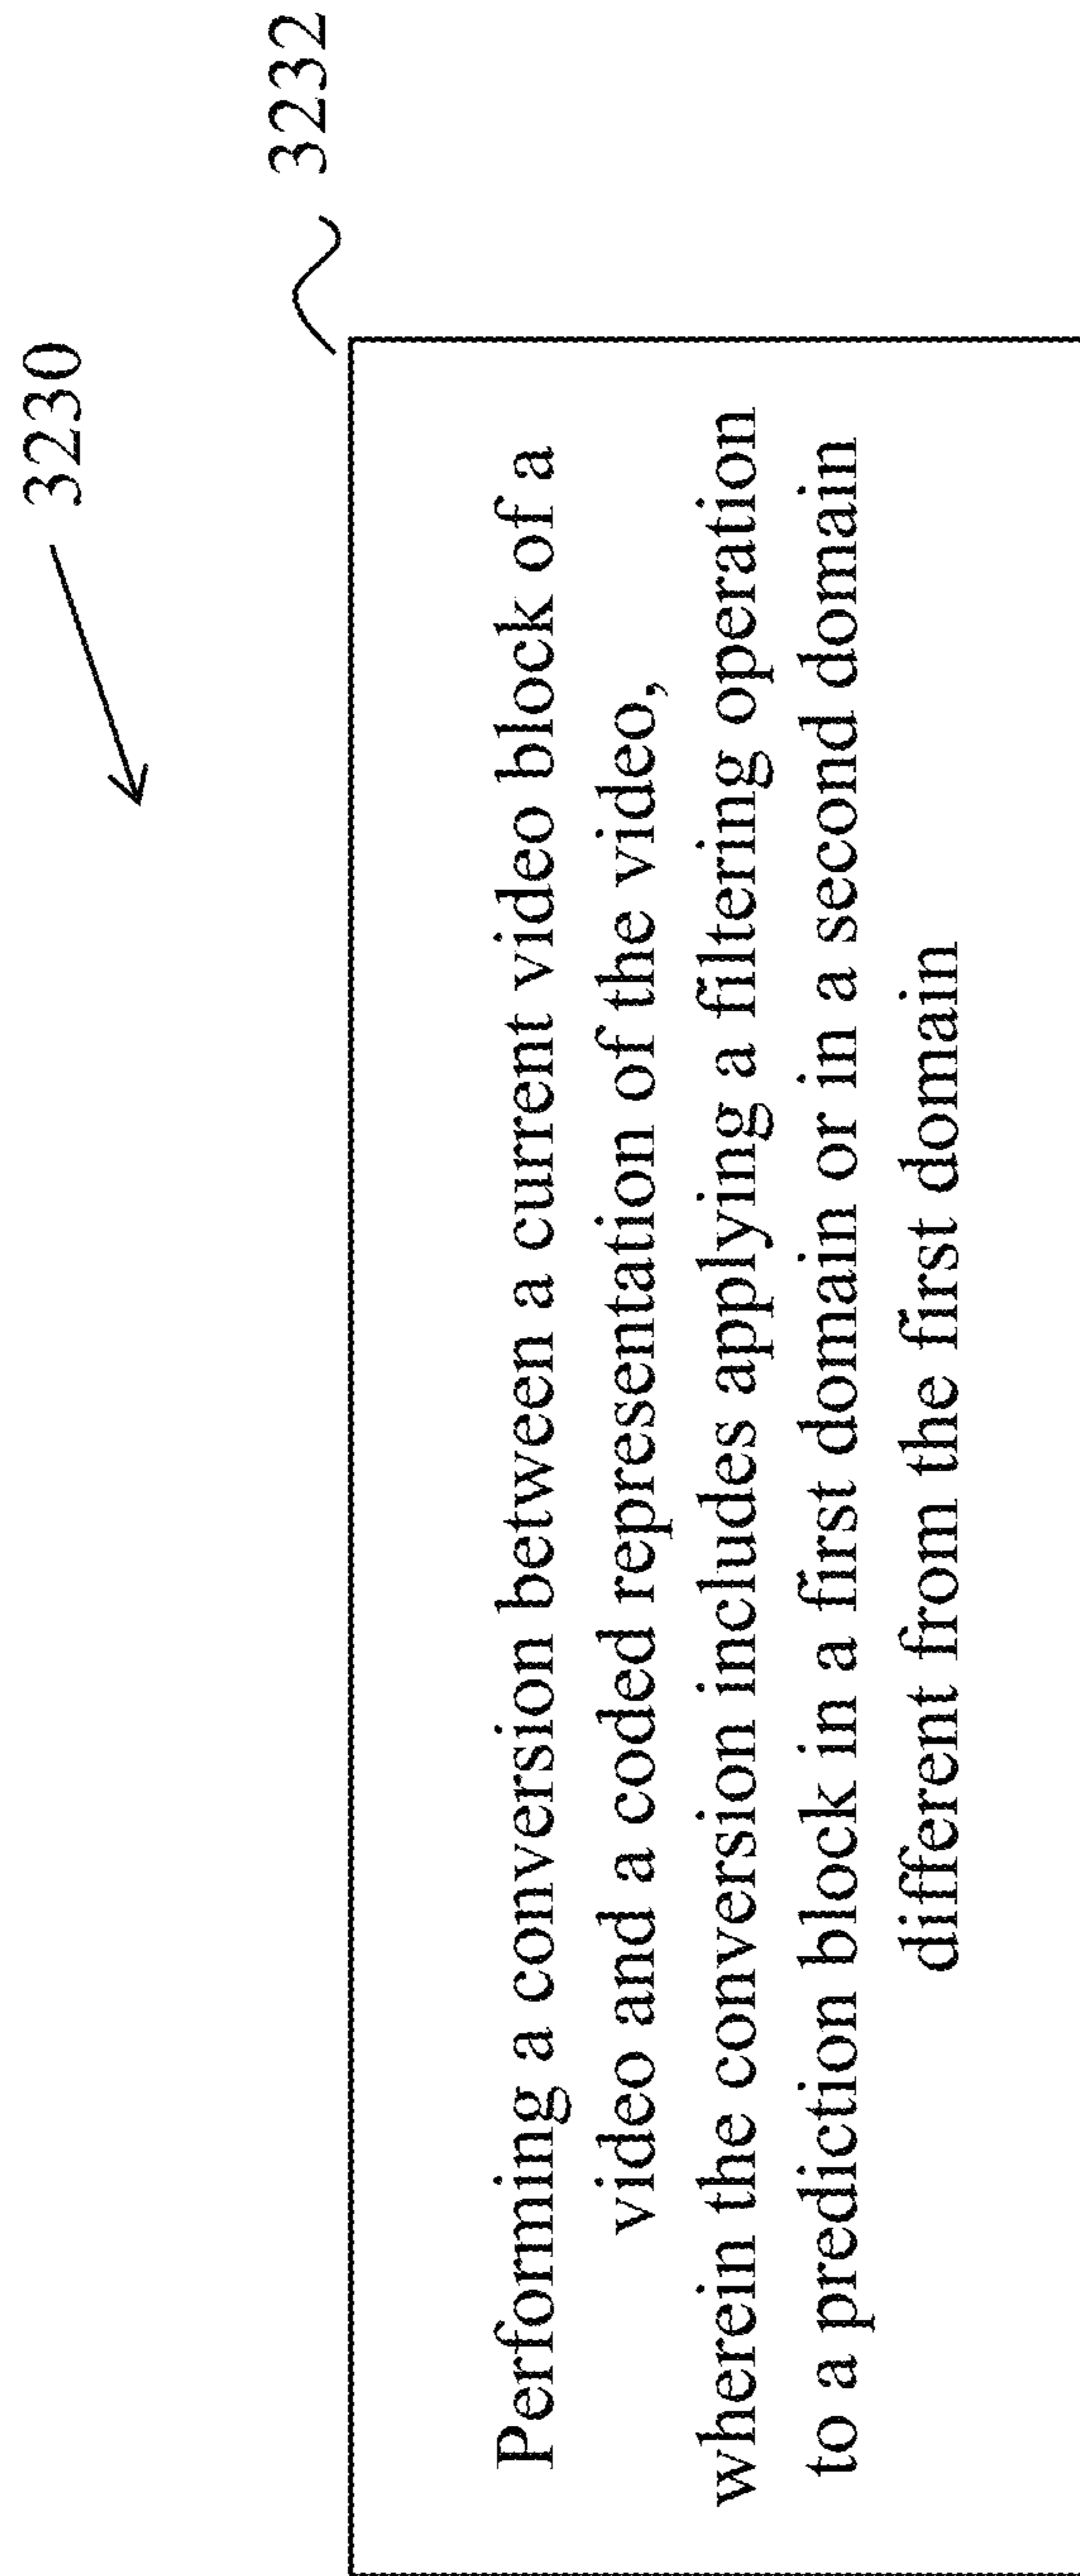 3230
3232
Performing a conversion between a current video block of a
video and a coded representation of the video,
wherein the conversion includes applying a filtering operation
to a prediction block in a first domain or in a second domain
different from the first domain